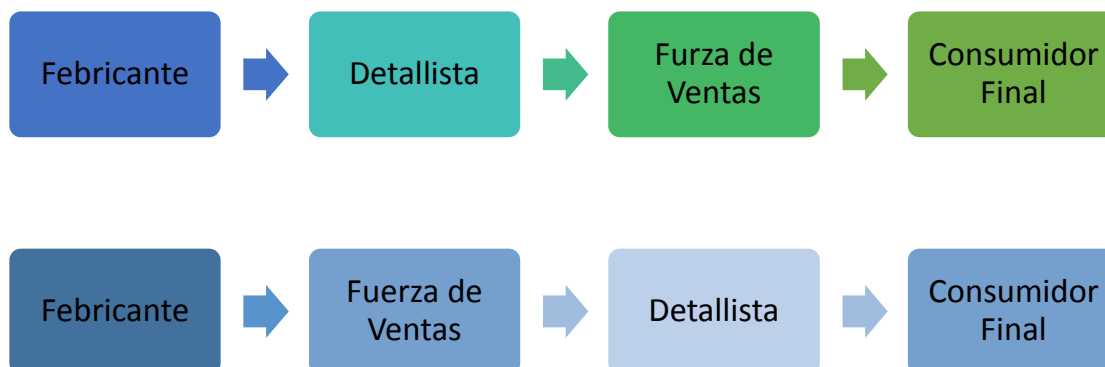 Febricante
Detallista
Furza de
Ventas
Consumidor
Final
Febricante
Fuerza de
Ventas
Detallista
Consumidor
Final